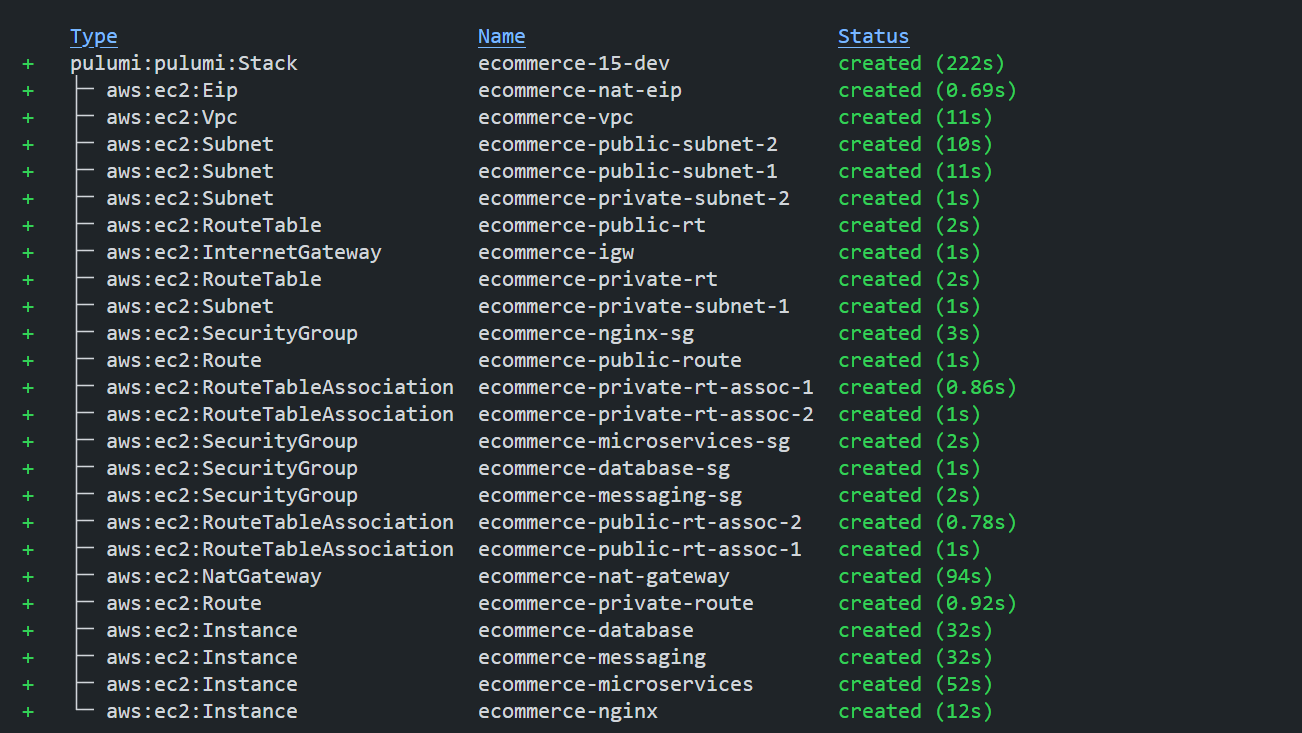 Type Name Status
+ pulumi:pulumi:Stack ecommerce-15-dev created (222s)
+ ├─ aws:ec2:Eip ecommerce-nat-eip created (0.69s)
+ ├─ aws:ec2:Vpc ecommerce-vpc created (11s)
+ ├─ aws:ec2:Subnet ecommerce-public-subnet-2 created (10s)
+ ├─ aws:ec2:Subnet ecommerce-public-subnet-1 created (11s)
+ ├─ aws:ec2:Subnet ecommerce-private-subnet-2 created (1s)
+ ├─ aws:ec2:RouteTable ecommerce-public-rt created (2s)
+ ├─ aws:ec2:InternetGateway ecommerce-igw created (1s)
+ ├─ aws:ec2:RouteTable ecommerce-private-rt created (2s)
+ ├─ aws:ec2:Subnet ecommerce-private-subnet-1 created (1s)
+ ├─ aws:ec2:SecurityGroup ecommerce-nginx-sg created (3s)
+ ├─ aws:ec2:Route ecommerce-public-route created (1s)
+ ├─ aws:ec2:RouteTableAssociation ecommerce-private-rt-assoc-1 created (0.86s)
+ ├─ aws:ec2:RouteTableAssociation ecommerce-private-rt-assoc-2 created (1s)
+ ├─ aws:ec2:SecurityGroup ecommerce-microservices-sg created (2s)
+ ├─ aws:ec2:SecurityGroup ecommerce-database-sg created (1s)
+ ├─ aws:ec2:SecurityGroup ecommerce-messaging-sg created (2s)
+ ├─ aws:ec2:RouteTableAssociation ecommerce-public-rt-assoc-2 created (0.78s)
+ ├─ aws:ec2:RouteTableAssociation ecommerce-public-rt-assoc-1 created (1s)
+ ├─ aws:ec2:NatGateway ecommerce-nat-gateway created (94s)
+ ├─ aws:ec2:Route ecommerce-private-route created (0.92s)
+ ├─ aws:ec2:Instance ecommerce-database created (32s)
+ ├─ aws:ec2:Instance ecommerce-messaging created (32s)
+ ├─ aws:ec2:Instance ecommerce-microservices created (52s)
+ └─ aws:ec2:Instance ecommerce-nginx created (12s)